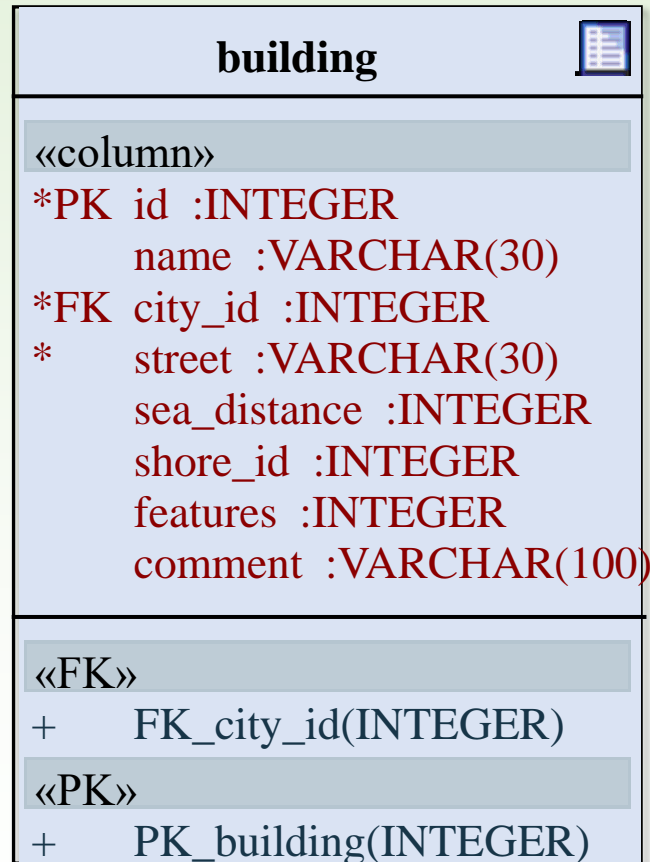 building
«column»
*PK id :INTEGER
name :VARCHAR(30)
*FK city_id :INTEGER
* street :VARCHAR(30)
sea_distance :INTEGER
shore_id :INTEGER
features :INTEGER
comment :VARCHAR(100)
«FK»
+ FK_city_id(INTEGER)
«PK»
+ PK_building(INTEGER)